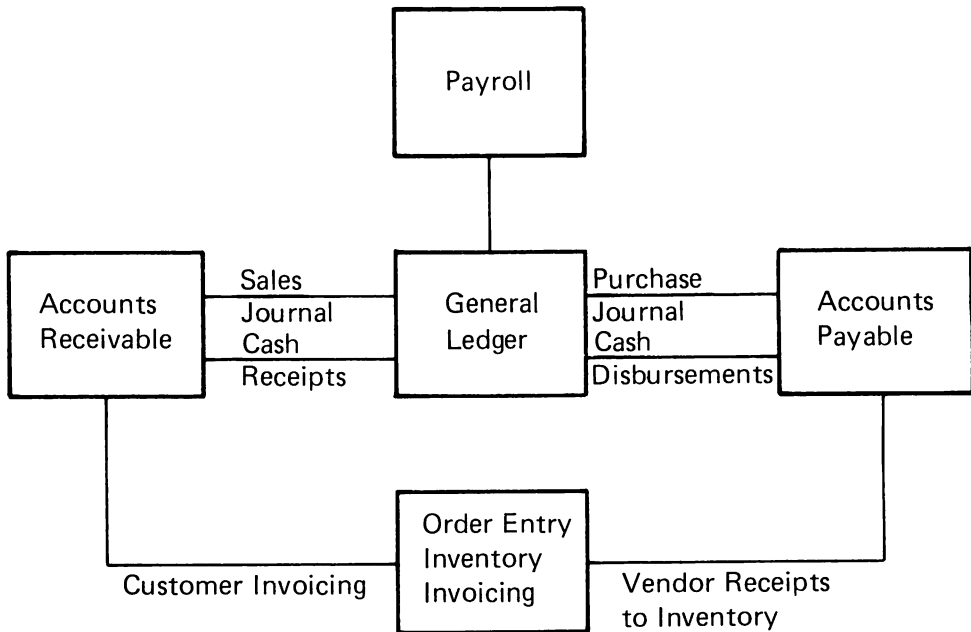 Payroll
Accounts
Receivable
Sales
Journal
Cash
Receipts
General
Ledger
Purchase
Journal
Cash
Disbursements
Accounts
Payable
Order Entry
Inventory
Invoicing
Customer Invoicing
Vendor Receipts
to Inventory